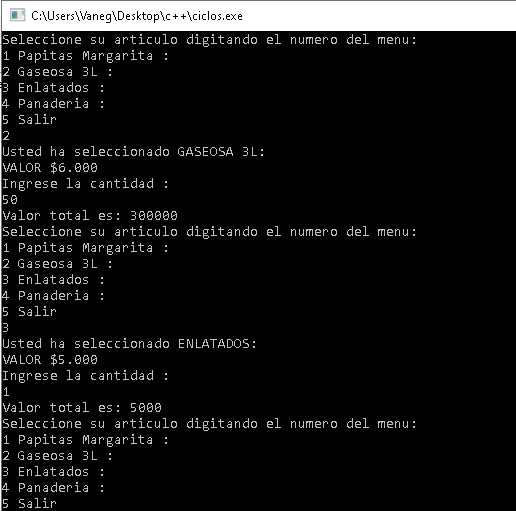 C:\Users\Vaneg\Desktop\c++\ciclos.exe
Seleccione su articulo digitando el numero del menu:
1 Papitas Margarita :
2 Gaseosa 3L :
3 Enlatados :
4 Panaderia :
5 Salir
2
Usted ha seleccionado GASEOSA 3L:
VALOR $6.000
Ingrese la cantidad :
50
Valor total es: 300000
Seleccione su articulo digitando el numero del menu:
1 Papitas Margarita :
2 Gaseosa 3L :
3 Enlatados :
4 Panaderia :
5 Salir
3
Usted ha seleccionado ENLATADOS:
VALOR $5.000
Ingrese la cantidad :
1
Valor total es: 5000
Seleccione su articulo digitando el numero del menu:
1 Papitas Margarita :
2 Gaseosa 3L :
3 Enlatados :
4 Panaderia :
5 Salir